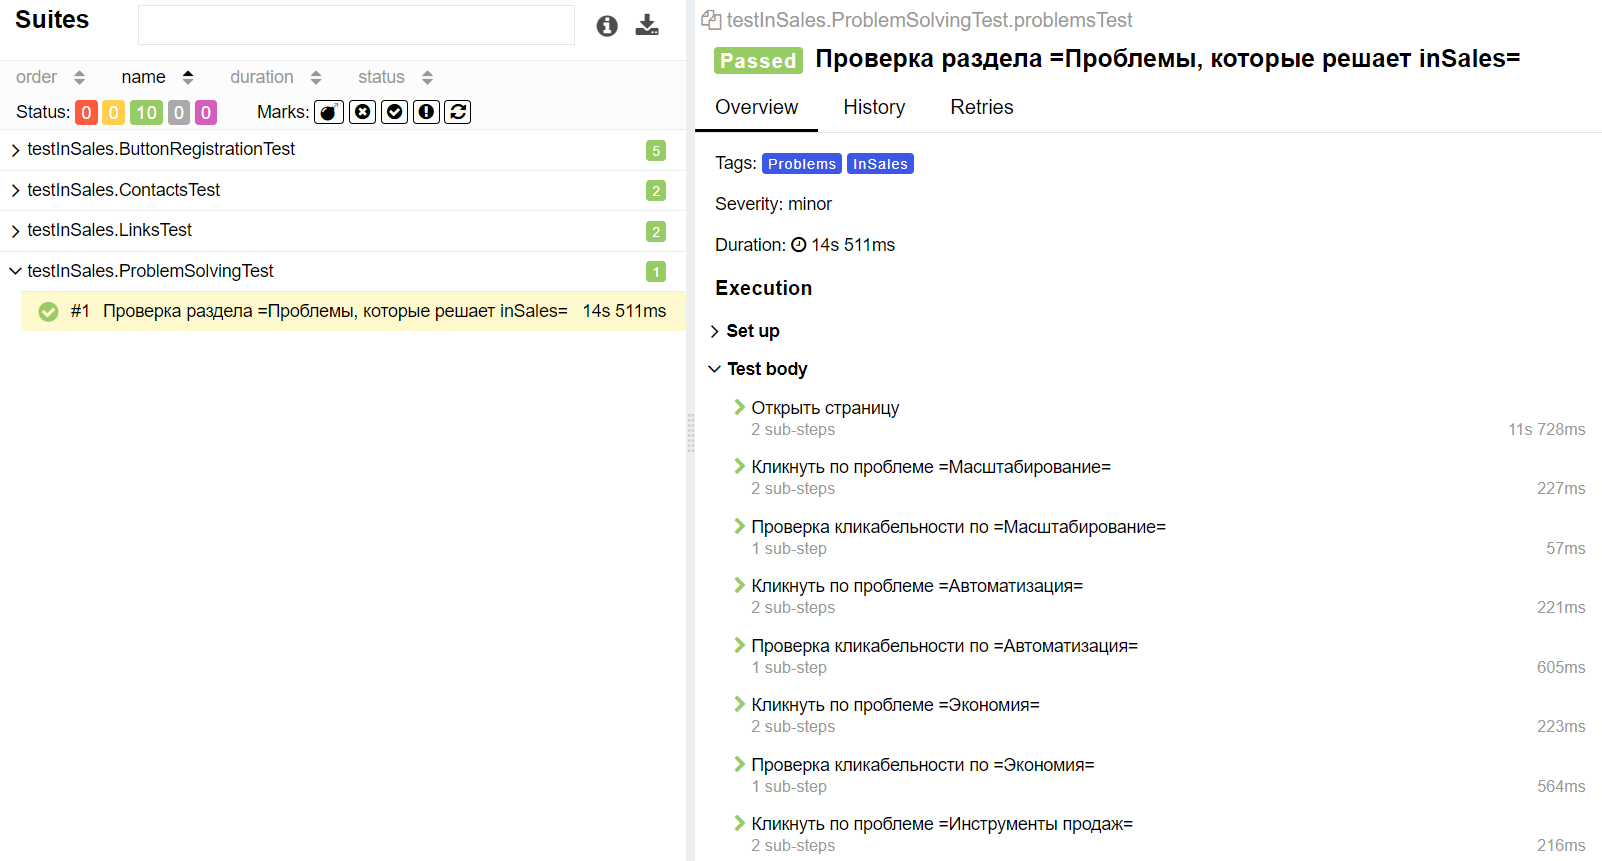 Suites
order name duration status
Status: 0 0 10 0 0 Marks:
testInSales.ButtonRegistrationTest 5
testInSales.ContactsTest 2
testInSales.LinksTest 2
testInSales.ProblemSolvingTest 1
#1 Проверка раздела =Проблемы, которые решает inSales= 14s 511ms
testInSales.ProblemSolvingTest.problemsTest
Passed Проверка раздела =Проблемы, которые решает inSales=
Overview History Retries
Tags: Problems InSales
Severity: minor
Duration: 14s 511ms
Execution
Set up
Test body
Открыть страницу
2 sub-steps 11s 728ms
Кликнуть по проблеме =Масштабирование=
2 sub-steps 227ms
Проверка кликабельности по =Масштабирование=
1 sub-step 57ms
Кликнуть по проблеме =Автоматизация=
2 sub-steps 221ms
Проверка кликабельности по =Автоматизация=
1 sub-step 605ms
Кликнуть по проблеме =Экономия=
2 sub-steps 223ms
Проверка кликабельности по =Экономия=
1 sub-step 564ms
Кликнуть по проблеме =Инструменты продаж=
2 sub-steps 216ms